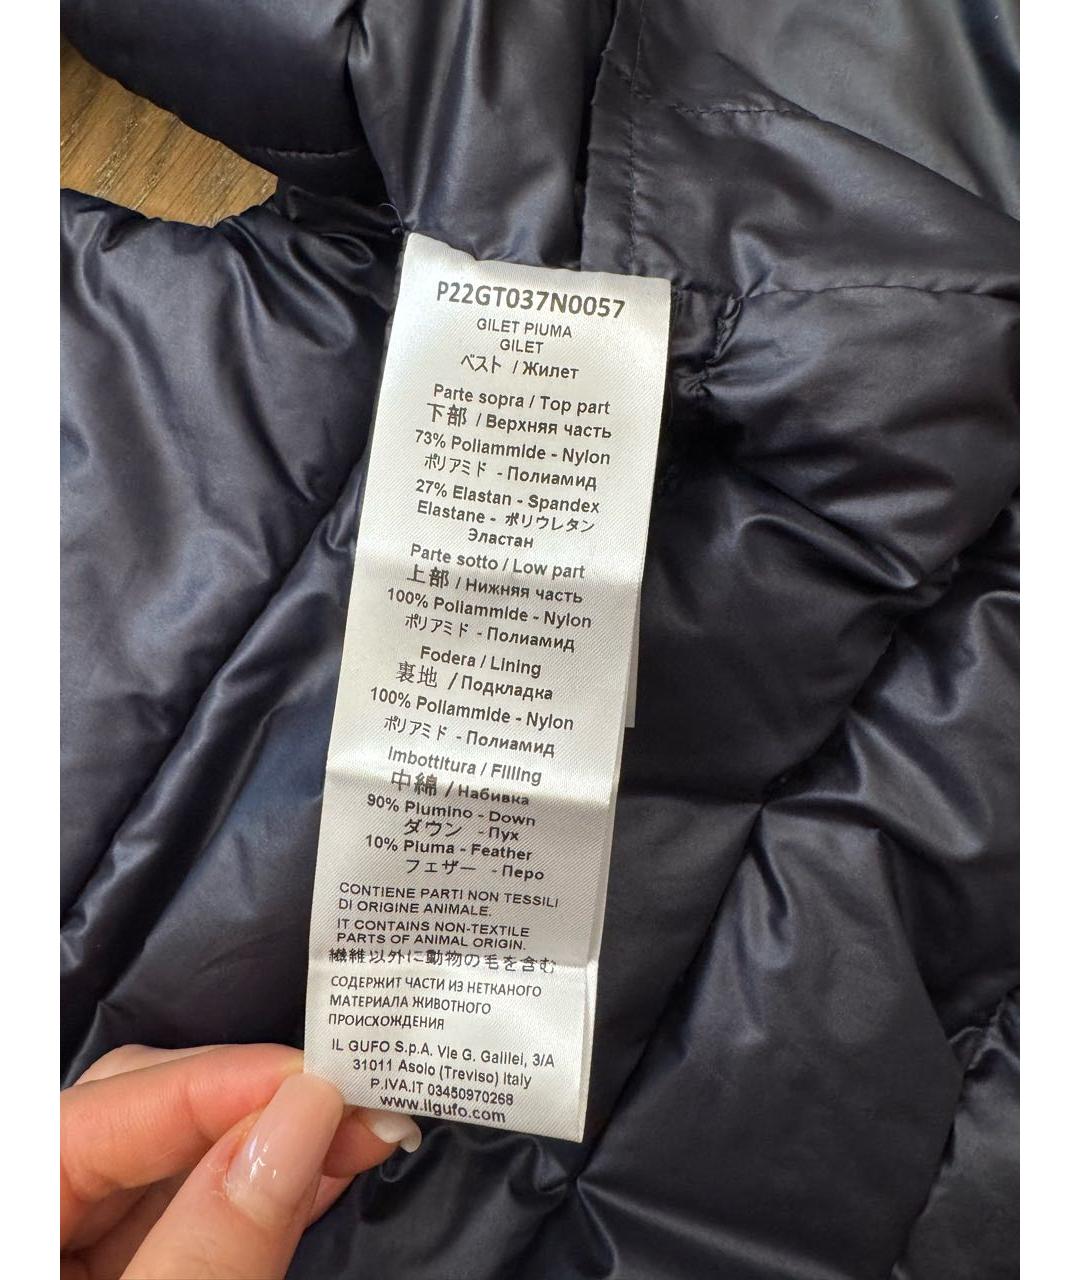 P22GT037N0057
GILET PIUMA
GILET
ベスト / Жилет
Parte sopra / Top part
下部 / Верхняя часть
73% Poliammide - Nylon
ポリアミド - Полиамид
27% Elastan - Spandex
Elastane - ポリウレタン
Эластан
Parte sotto / Low part
上部 / Нижняя часть
100% Poliammide - Nylon
ポリアミド - Полиамид
Fodera / Lining
裏地 / Подкладка
100% Poliammide - Nylon
ポリアミド - Полиамид
Imbottitura / Filling
中綿 / Набивка
90% Piumino - Down
ダウン - Пух
10% Piuma - Feather
フェザー - Перо
CONTIENE PARTI NON TESSILI
DI ORIGINE ANIMALE.
IT CONTAINS NON-TEXTILE
PARTS OF ANIMAL ORIGIN.
繊維以外に動物の毛を含む
СОДЕРЖИТ ЧАСТИ ИЗ НЕТКАНОГО
МАТЕРИАЛА ЖИВОТНОГО
ПРОИСХОЖДЕНИЯ
IL GUFO S.p.A. Vle G. Galilei, 3/A
31011 Asolo (Treviso) Italy
P.IVA.IT 03450970268
www.ilgufo.com